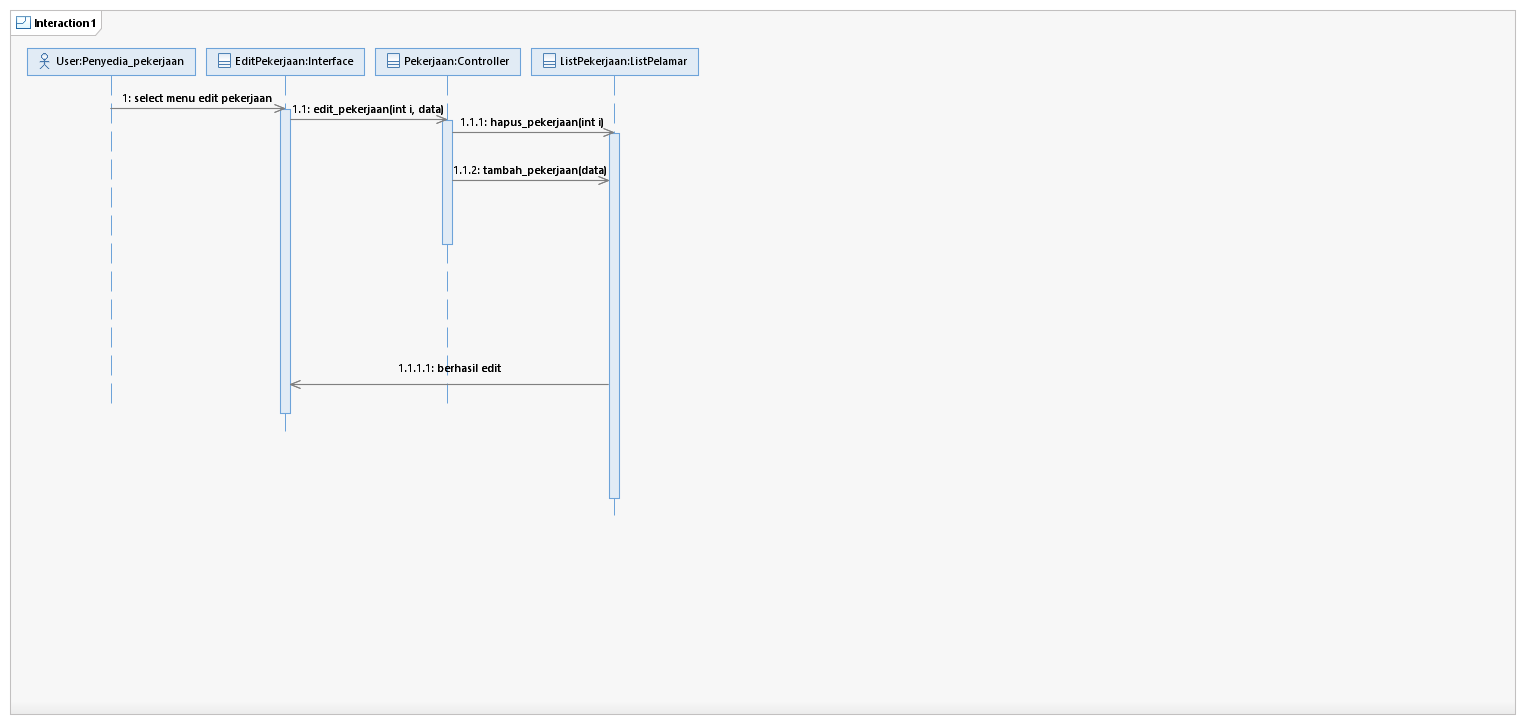 Interaction1
User:Penyedia_pekerjaan
EditPekerjaan:Interface
Pekerjaan:Controller
ListPekerjaan:ListPelamar
1: select menu edit pekerjaan
1.1: edit_pekerjaan(int i, data)
1.1.1: hapus_pekerjaan(int i)
1.1.2: tambah_pekerjaan(data)
1.1.1.1: berhasil edit